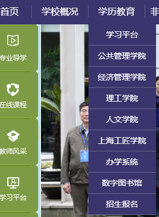 首页 学校概况 学历教育 非
学习平台
公共管理学院
经济管理学院
理工学院
人文学院
上海工匠学院
办学系统
数字图书馆
招生报名
专业导学
在线课程
教师风采
学习平台